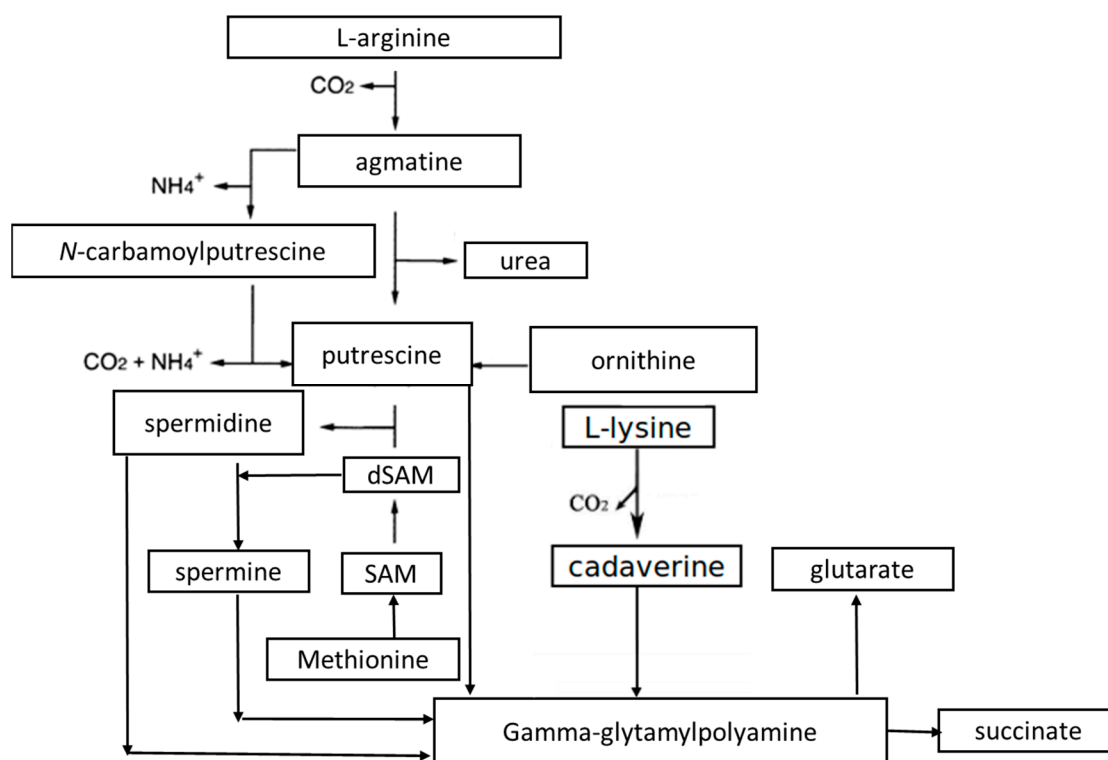 L-arginine
CO2
agmatine
NH4+
N-carbamoylputrescine
urea
putrescine
ornithine
CO2 + NH4+
spermidine
L-lysine
dSAM
CO2
spermine
SAM
cadaverine
glutarate
Methionine
Gamma-glytamylpolyamine
succinate